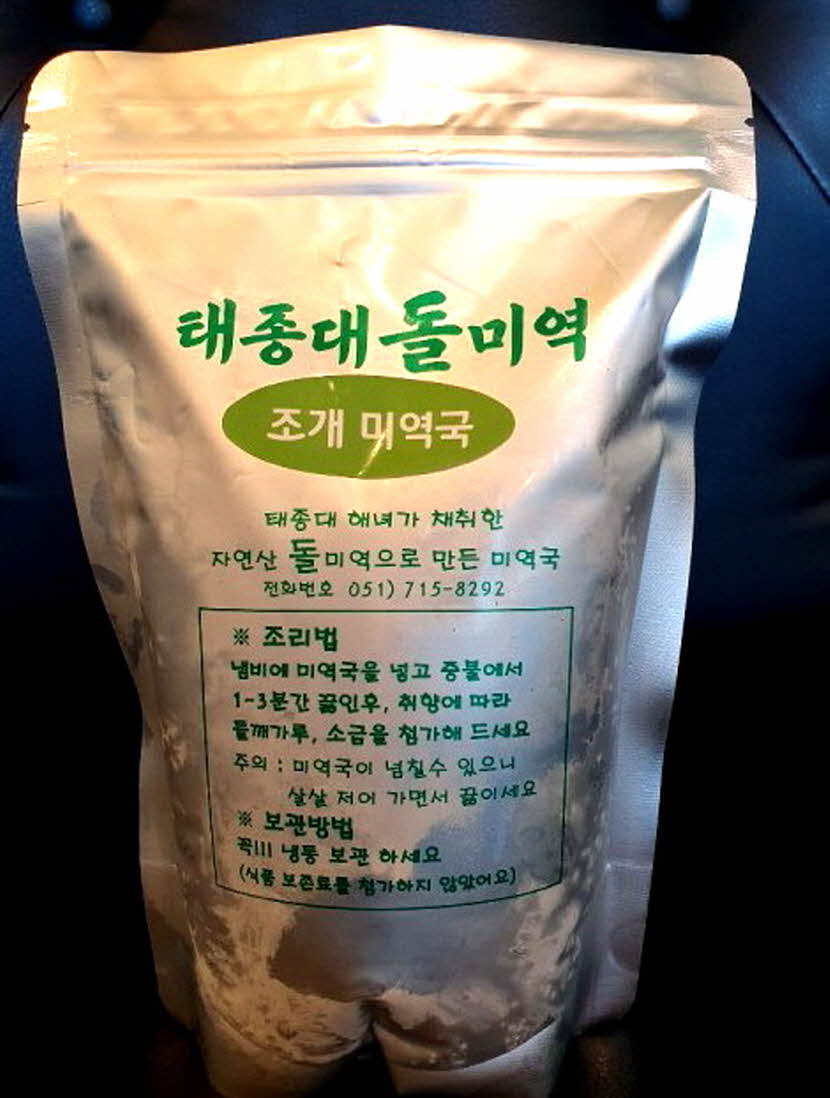 태종대돌미역
조개 미역국
태종대 해녀가 채취한
자연산 돌미역으로 만든 미역국
전화번호 051) 715-8292
※ 조리법
냄비에 미역국을 넣고 중불에서
1-3분간 끓인후, 취향에 따라
들깨가루, 소금을 첨가해 드세요
주의 : 미역국이 넘칠수 있으니
살살 저어 가면서 끓이세요
※ 보관방법
꼭!!! 냉동 보관 하세요
(식품 보존료를 첨가하지 않았어요)